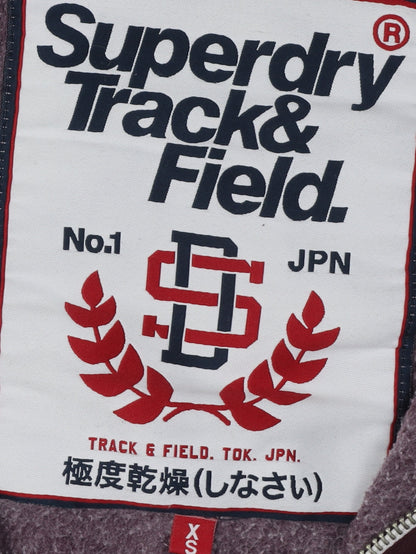 Superdry®
Track&
Field.
No.1 JPN
SD
TRACK & FIELD. TOK. JPN.
極度乾燥(しなさい)
XS